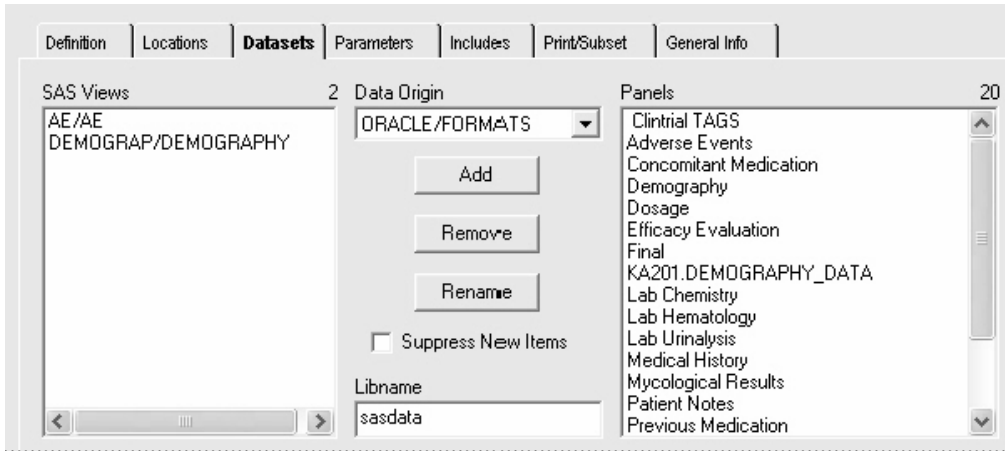 Definition Locations Datasets Parameters Includes Print/Subset General Info
SAS Views 2
AE/AE
DEMOGRAP/DEMOGRAPHY
Data Origin
ORACLE/FORMATS
Add
Remove
Rename
Suppress New Items
Libname
sasdata
Panels 20
Clintrial TAGS
Adverse Events
Concomitant Medication
Demography
Dosage
Efficacy Evaluation
Final
KA201.DEMOGRAPHY_DATA
Lab Chemistry
Lab Hematology
Lab Urinalysis
Medical History
Mycological Results
Patient Notes
Previous Medication